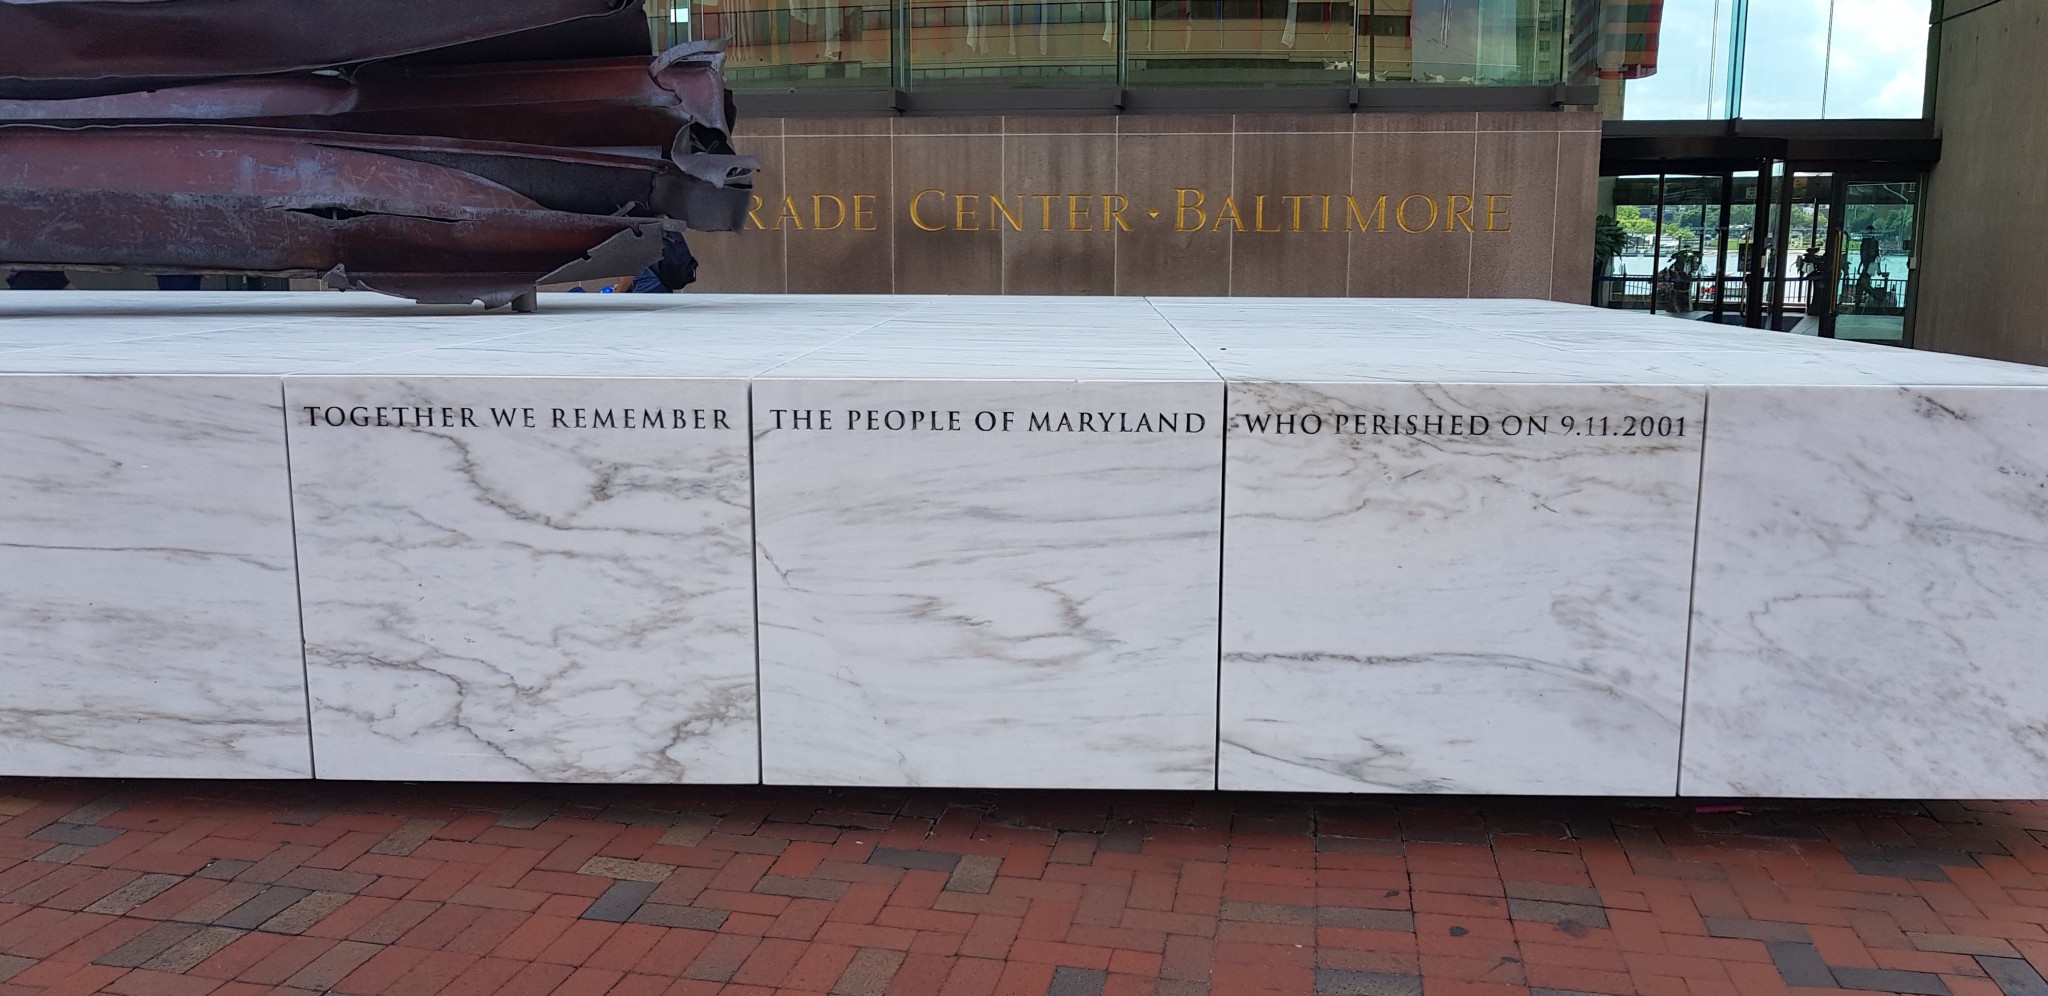 RADE CENTER · BALTIMORE
TOGETHER WE REMEMBER THE PEOPLE OF MARYLAND WHO PERISHED ON 9.11.2001